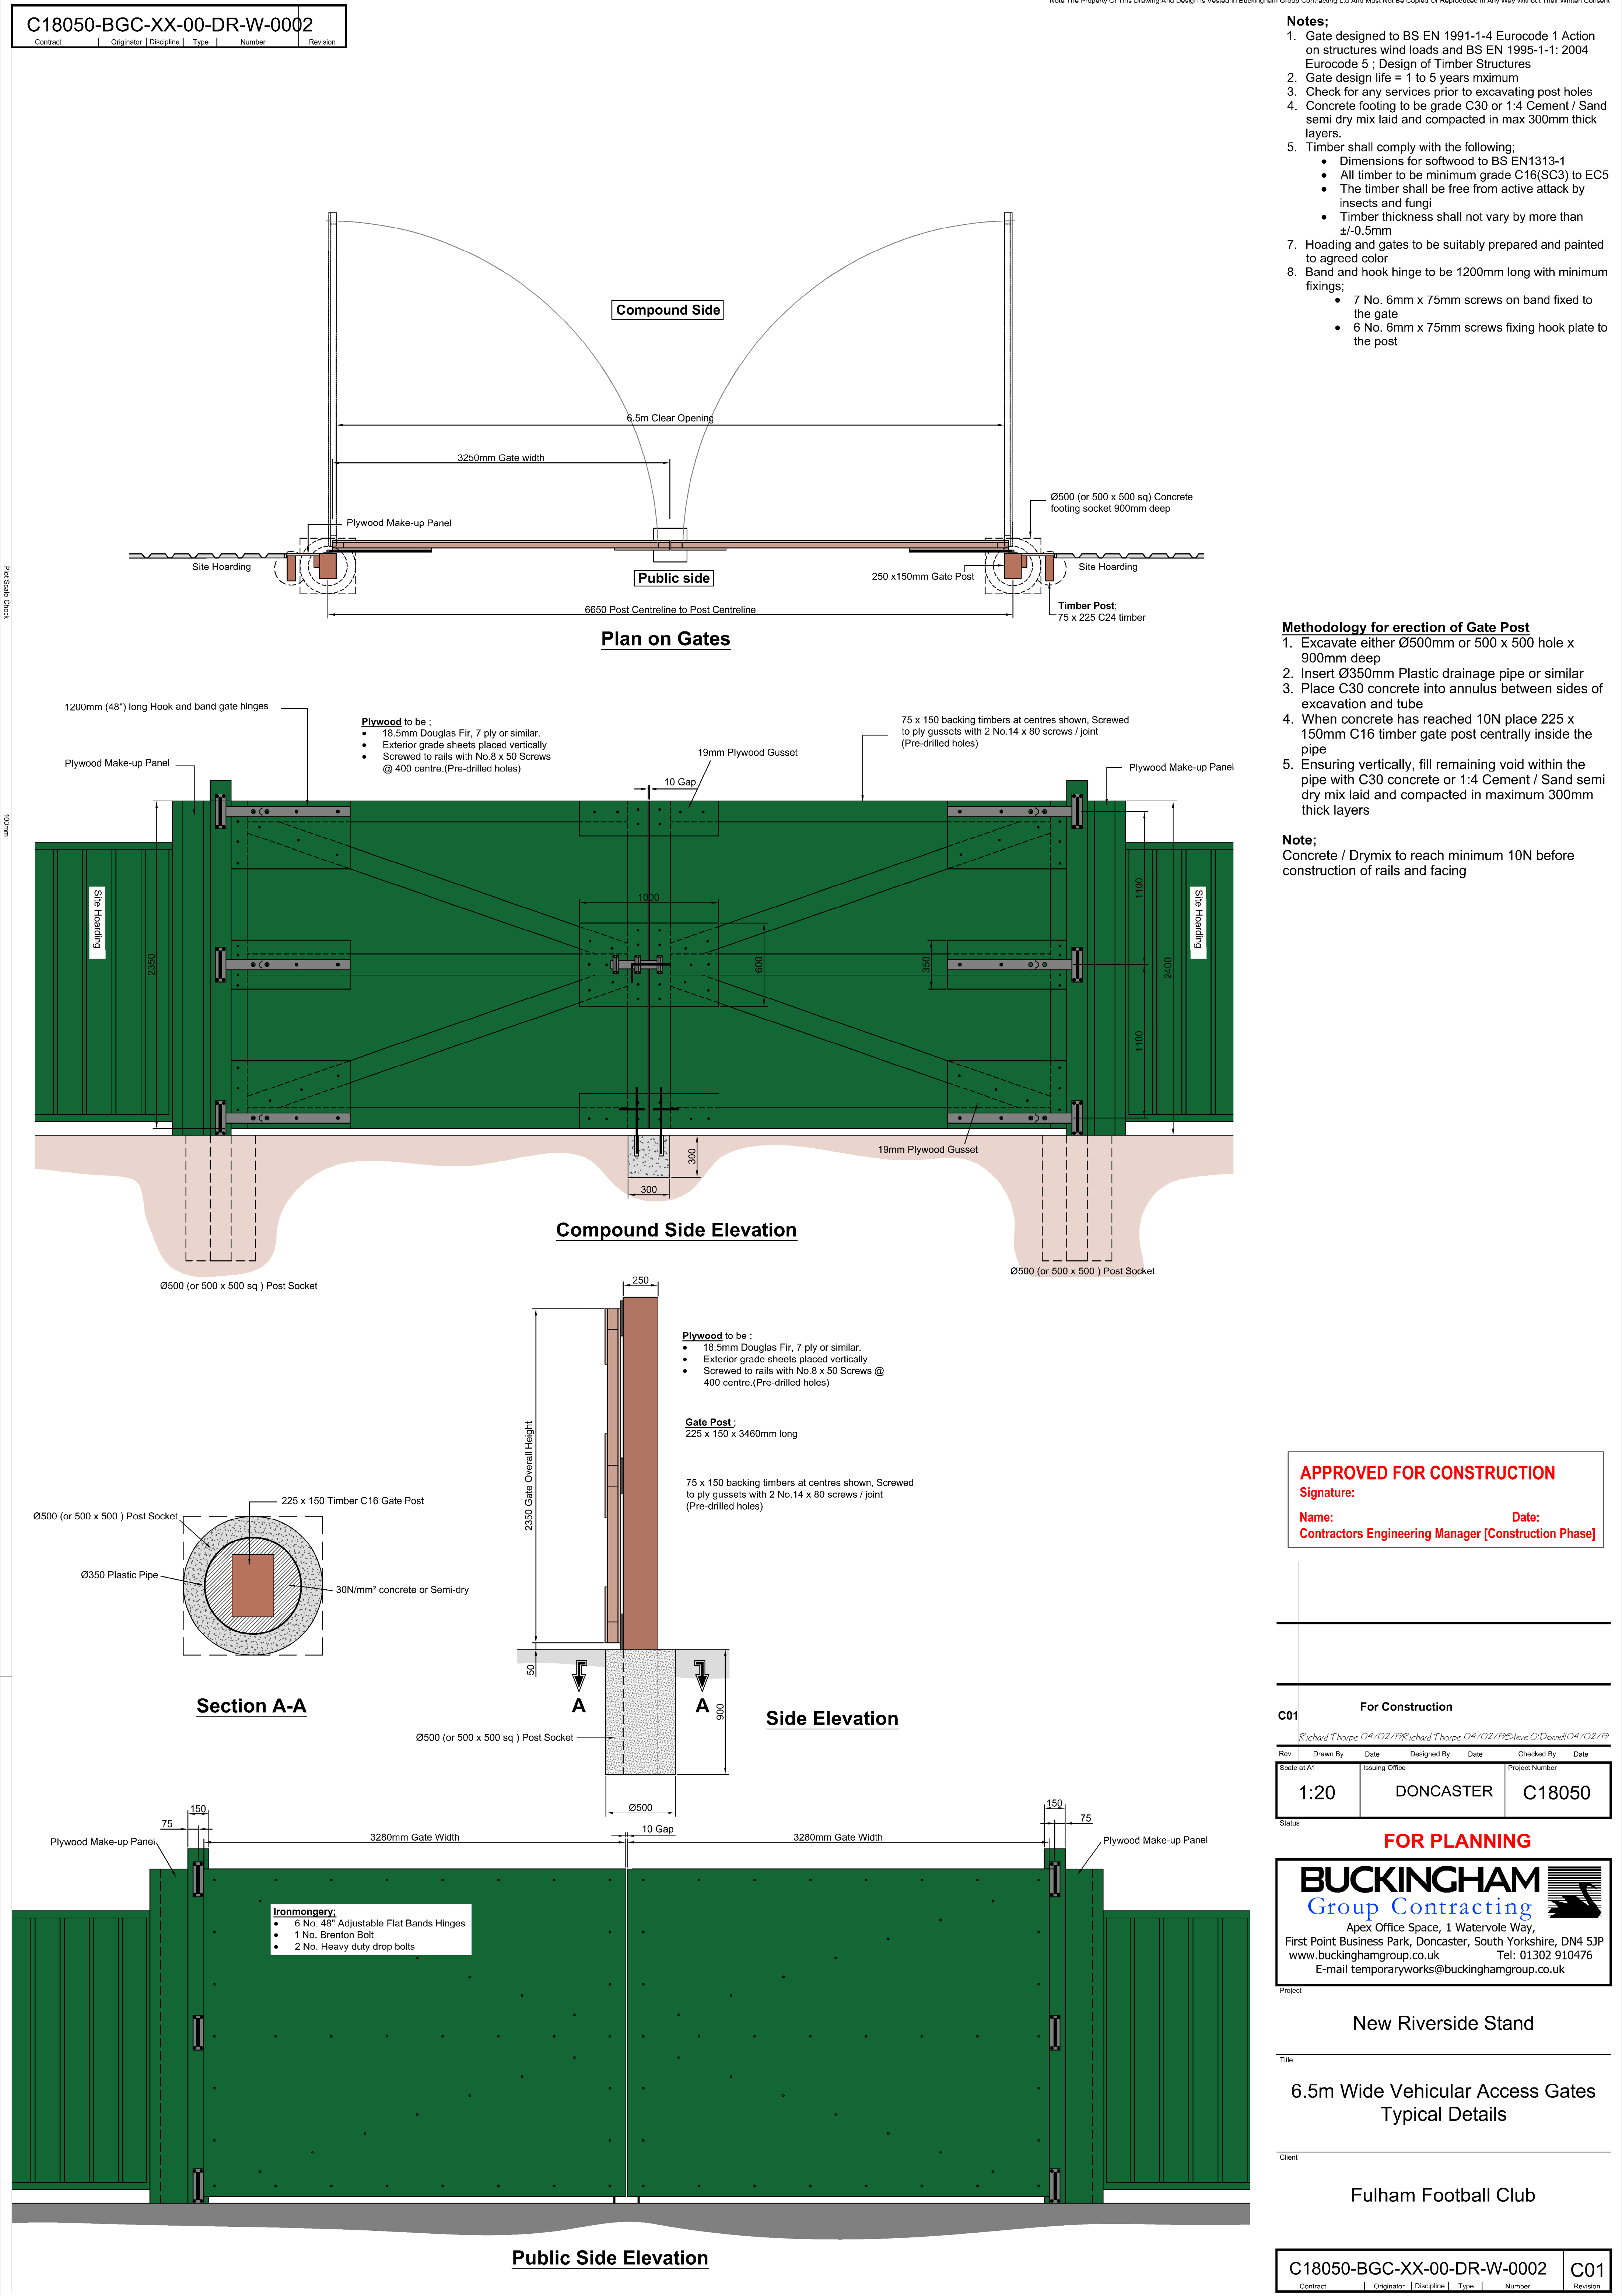 Note The Property Of This Drawing And Design Is Vested In Buckingham Group Contracting Ltd And Must Not Be Copied Or Reproduced In Any Way Without Their Written Consent
C18050-BGC-XX-00-DR-W-0002
Contract Originator Discipline Type Number Revision
Notes;
1. Gate designed to BS EN 1991-1-4 Eurocode 1 Action
on structures wind loads and BS EN 1995-1-1: 2004
Eurocode 5 ; Design of Timber Structures
2. Gate design life = 1 to 5 years mximum
3. Check for any services prior to excavating post holes
4. Concrete footing to be grade C30 or 1:4 Cement / Sand
semi dry mix laid and compacted in max 300mm thick
layers.
5. Timber shall comply with the following;
• Dimensions for softwood to BS EN1313-1
• All timber to be minimum grade C16(SC3) to EC5
• The timber shall be free from active attack by
insects and fungi
• Timber thickness shall not vary by more than
±/-0.5mm
7. Hoading and gates to be suitably prepared and painted
to agreed color
8. Band and hook hinge to be 1200mm long with minimum
fixings;
• 7 No. 6mm x 75mm screws on band fixed to
the gate
• 6 No. 6mm x 75mm screws fixing hook plate to
the post
Compound Side
6.5m Clear Opening
3250mm Gate width
Plywood Make-up Panel
Ø500 (or 500 x 500 sq) Concrete
footing socket 900mm deep
Site Hoarding
Public side
250 x150mm Gate Post
Site Hoarding
6650 Post Centreline to Post Centreline
Timber Post;
75 x 225 C24 timber
Plan on Gates
Plot Scale Check
100mm
Methodology for erection of Gate Post
1. Excavate either Ø500mm or 500 x 500 hole x
900mm deep
2. Insert Ø350mm Plastic drainage pipe or similar
3. Place C30 concrete into annulus between sides of
excavation and tube
4. When concrete has reached 10N place 225 x
150mm C16 timber gate post centrally inside the
pipe
5. Ensuring vertically, fill remaining void within the
pipe with C30 concrete or 1:4 Cement / Sand semi
dry mix laid and compacted in maximum 300mm
thick layers
Note;
Concrete / Drymix to reach minimum 10N before
construction of rails and facing
1200mm (48") long Hook and band gate hinges
Plywood to be ;
• 18.5mm Douglas Fir, 7 ply or similar.
• Exterior grade sheets placed vertically
• Screwed to rails with No.8 x 50 Screws
@ 400 centre.(Pre-drilled holes)
75 x 150 backing timbers at centres shown, Screwed
to ply gussets with 2 No.14 x 80 screws / joint
(Pre-drilled holes)
19mm Plywood Gusset
Plywood Make-up Panel
10 Gap
Plywood Make-up Panel
Site Hoarding
2350
1000
600
350
1100
1100
2400
Site Hoarding
300
300
19mm Plywood Gusset
Compound Side Elevation
Ø500 (or 500 x 500 sq ) Post Socket
Ø500 (or 500 x 500 ) Post Socket
250
2350 Gate Overall Height
Plywood to be ;
• 18.5mm Douglas Fir, 7 ply or similar.
• Exterior grade sheets placed vertically
• Screwed to rails with No.8 x 50 Screws @
400 centre.(Pre-drilled holes)
Gate Post ;
225 x 150 x 3460mm long
75 x 150 backing timbers at centres shown, Screwed
to ply gussets with 2 No.14 x 80 screws / joint
(Pre-drilled holes)
225 x 150 Timber C16 Gate Post
Ø500 (or 500 x 500 ) Post Socket
Ø350 Plastic Pipe
30N/mm² concrete or Semi-dry
Section A-A
50
A
A
900
Side Elevation
Ø500 (or 500 x 500 sq ) Post Socket
Ø500
150
75
Plywood Make-up Panel
3280mm Gate Width
10 Gap
3280mm Gate Width
150
75
Plywood Make-up Panel
Ironmongery;
• 6 No. 48" Adjustable Flat Bands Hinges
• 1 No. Brenton Bolt
• 2 No. Heavy duty drop bolts
Public Side Elevation
APPROVED FOR CONSTRUCTION
Signature:
Name: Date:
Contractors Engineering Manager [Construction Phase]
For Construction
C01
Richard Thorpe 04/02/19 Richard Thorpe 04/02/19 Steve O'Donnell 04/02/19
Rev Drawn By Date Designed By Date Checked By Date
Scale at A1 Issuing Office Project Number
1:20 DONCASTER C18050
Status
FOR PLANNING
BUCKINGHAM
Group Contracting
Apex Office Space, 1 Watervole Way,
First Point Business Park, Doncaster, South Yorkshire, DN4 5JP
www.buckinghamgroup.co.uk Tel: 01302 910476
E-mail temporaryworks@buckinghamgroup.co.uk
Project
New Riverside Stand
Title
6.5m Wide Vehicular Access Gates
Typical Details
Client
Fulham Football Club
C18050-BGC-XX-00-DR-W-0002 C01
Contract Originator Discipline Type Number Revision